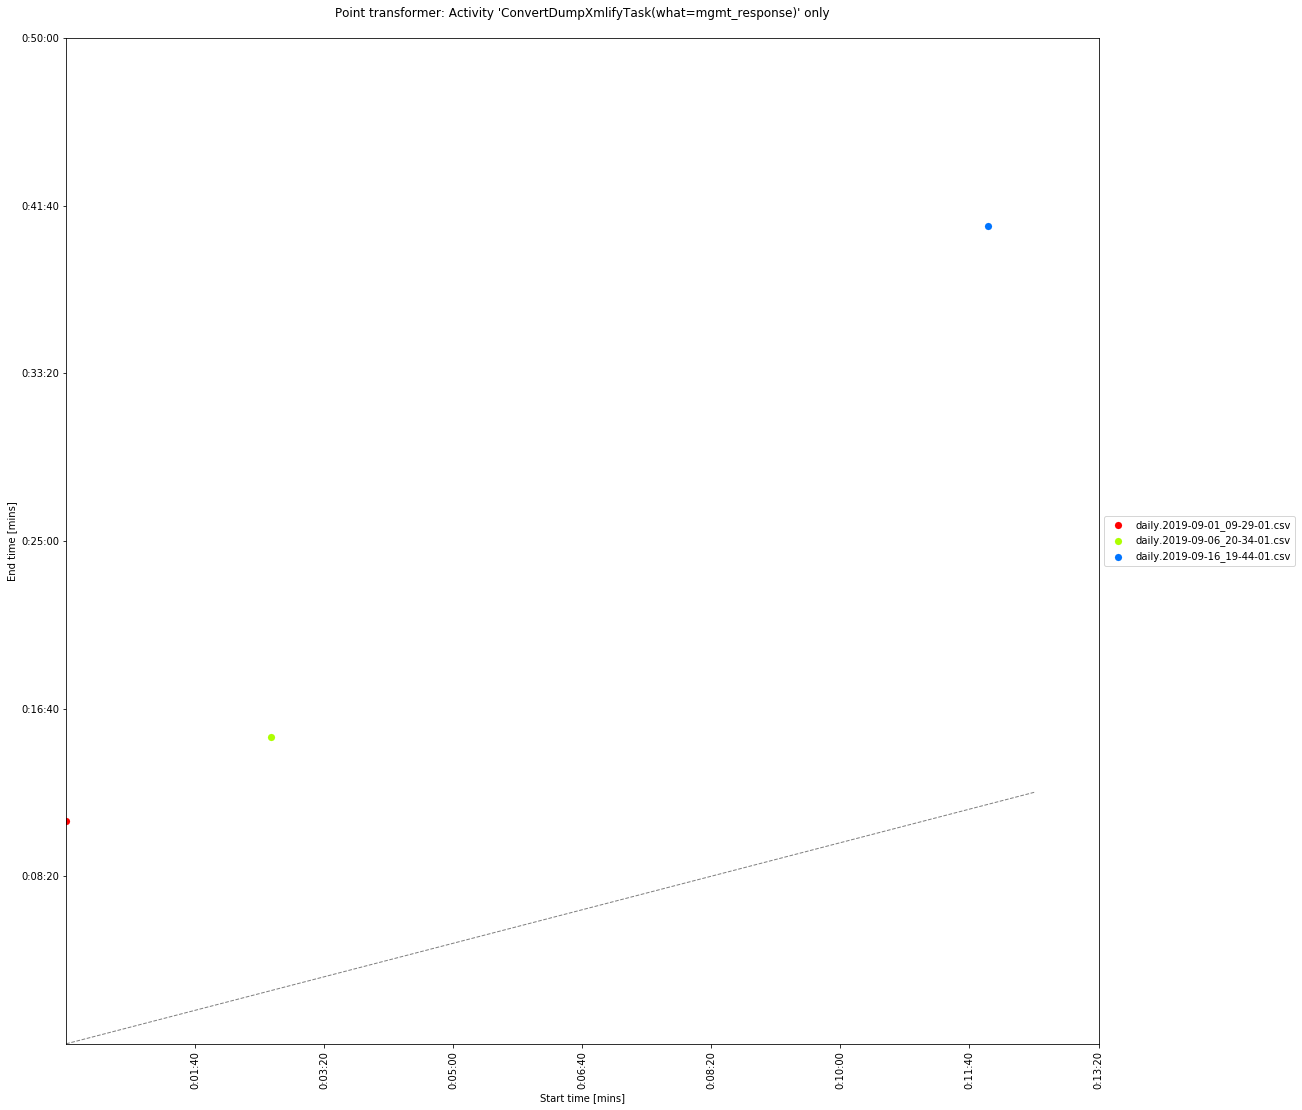 Point transformer: Activity 'ConvertDumpXmlifyTask(what=mgmt_response)' only
0:50:00
0:41:40
0:33:20
0:25:00
0:16:40
0:08:20
End time [mins]
daily.2019-09-01_09-29-01.csv
daily.2019-09-06_20-34-01.csv
daily.2019-09-16_19-44-01.csv
0:01:40
0:03:20
0:05:00
0:06:40
0:08:20
0:10:00
0:11:40
0:13:20
Start time [mins]